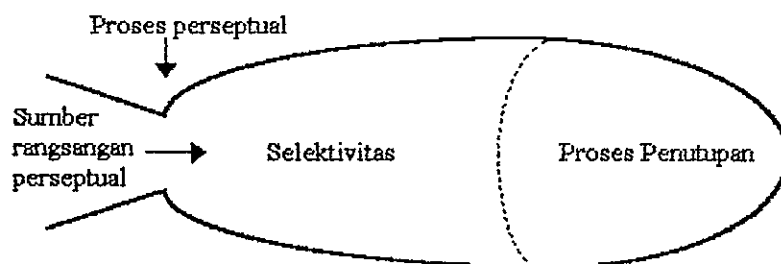 Proses perseptual
Sumber
rangsangan
perseptual
Selektivitas
Proses Penutupan